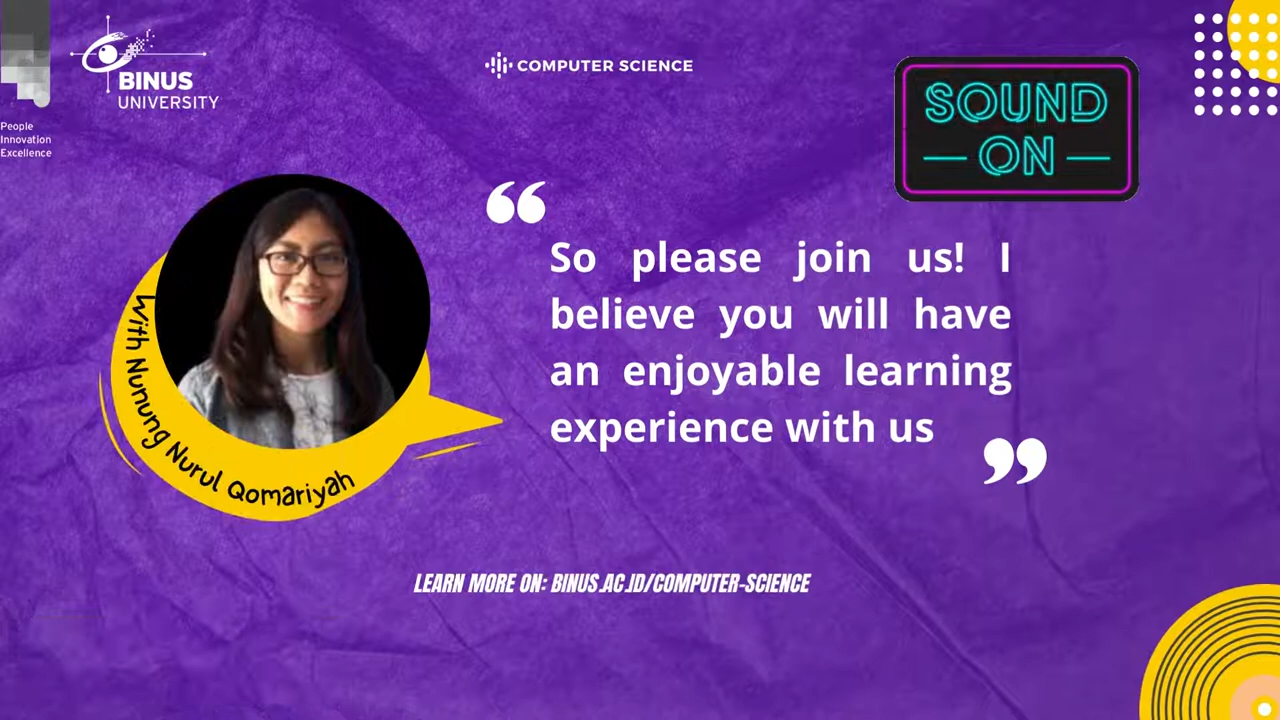 People
Innovation
Excellence
BINUS
UNIVERSITY
COMPUTER SCIENCE
SOUND
ON
With Nunung Nurul Qomariyah
“
So please join us! I
believe you will have
an enjoyable learning
experience with us
”
LEARN MORE ON: BINUS.AC.ID/COMPUTER-SCIENCE